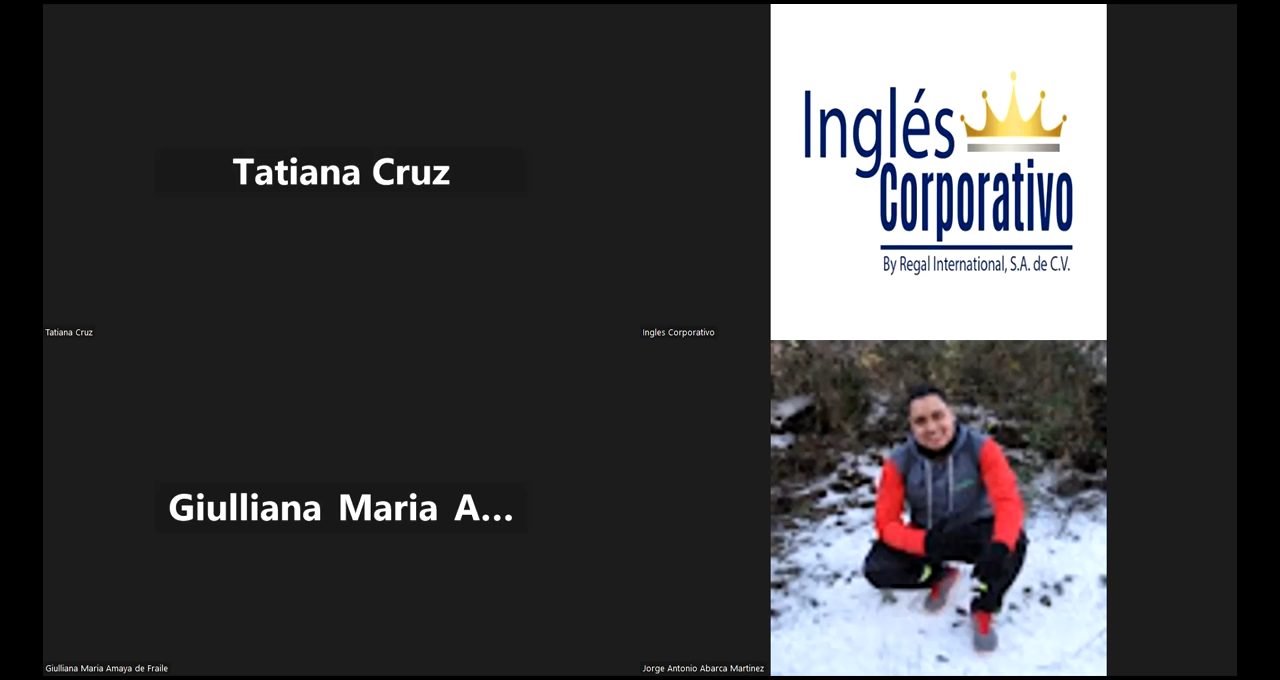 Tatiana Cruz
Inglés
Corporativo
By Regal International, S.A. de C.V.
Tatiana Cruz
Ingles Corporativo
Giulliana Maria A...
Giulliana Maria Amaya de Fraile
Jorge Antonio Abarca Martinez